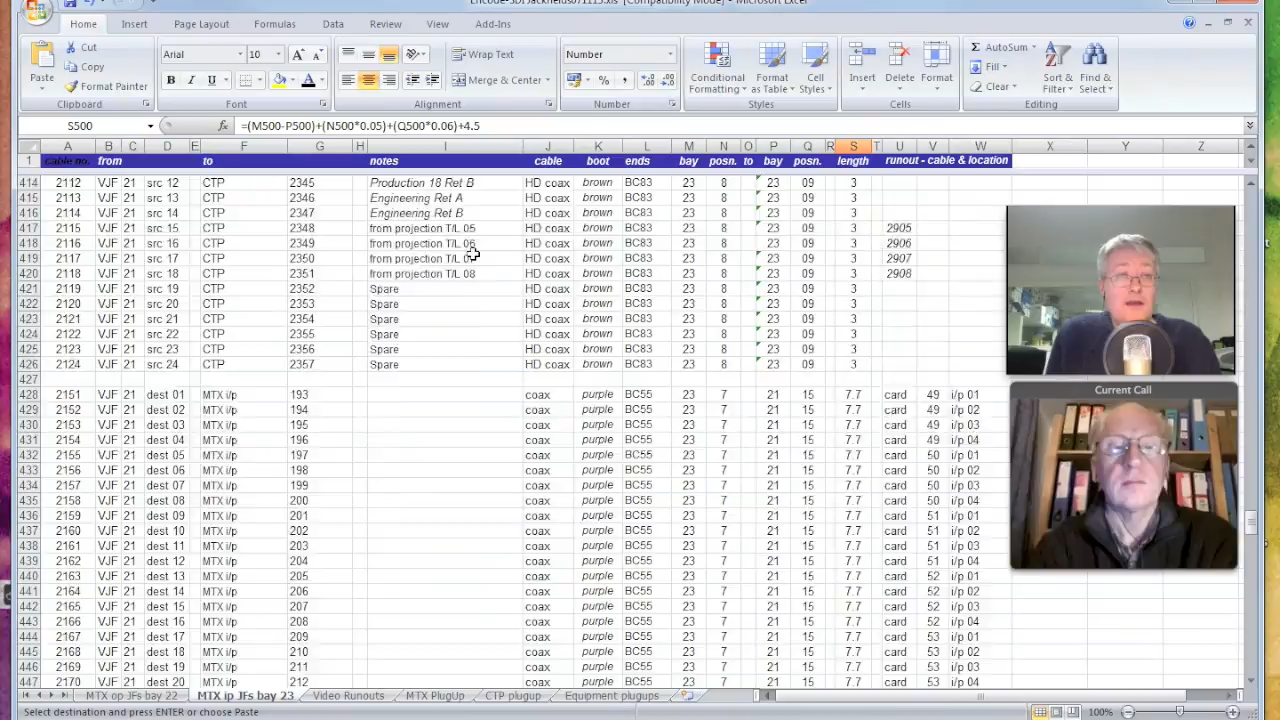 Encode-SDI Jackfields071113.xls [Compatibility Mode] - Microsoft Excel
Home Insert Page Layout Formulas Data Review View Add-Ins
Paste Cut Copy Format Painter Arial 10 Wrap Text Merge & Center Number Conditional Formatting Format as Table Cell Styles Insert Delete Format AutoSum Fill Clear Sort & Filter Find & Select
Clipboard Font Alignment Number Styles Cells Editing
S500 fx =(M500-P500)+(N500*0.05)+(Q500*0.06)+4.5
A B C D E F G H I J K L M N O P Q R S T U V W X Y Z
1 cable no. from to notes cable boot ends bay posn. to bay posn. length runout - cable & location
414 2112 VJF 21 src 12 CTP 2345 Production 18 Ret B HD coax brown BC83 23 8 23 09 3
415 2113 VJF 21 src 13 CTP 2346 Engineering Ret A HD coax brown BC83 23 8 23 09 3
416 2114 VJF 21 src 14 CTP 2347 Engineering Ret B HD coax brown BC83 23 8 23 09 3
417 2115 VJF 21 src 15 CTP 2348 from projection T/L 05 HD coax brown BC83 23 8 23 09 3 2905
418 2116 VJF 21 src 16 CTP 2349 from projection T/L 06 HD coax brown BC83 23 8 23 09 3 2906
419 2117 VJF 21 src 17 CTP 2350 from projection T/L HD coax brown BC83 23 8 23 09 3 2907
420 2118 VJF 21 src 18 CTP 2351 from projection T/L 08 HD coax brown BC83 23 8 23 09 3 2908
421 2119 VJF 21 src 19 CTP 2352 Spare HD coax brown BC83 23 8 23 09 3
422 2120 VJF 21 src 20 CTP 2353 Spare HD coax brown BC83 23 8 23 09 3
423 2121 VJF 21 src 21 CTP 2354 Spare HD coax brown BC83 23 8 23 09 3
424 2122 VJF 21 src 22 CTP 2355 Spare HD coax brown BC83 23 8 23 09 3
425 2123 VJF 21 src 23 CTP 2356 Spare HD coax brown BC83 23 8 23 09 3
426 2124 VJF 21 src 24 CTP 2357 Spare HD coax brown BC83 23 8 23 09 3
427
428 2151 VJF 21 dest 01 MTX i/p 193 coax purple BC55 23 7 21 15 7.7 card 49 i/p 01
429 2152 VJF 21 dest 02 MTX i/p 194 coax purple BC55 23 7 21 15 7.7 card 49 i/p 02
430 2153 VJF 21 dest 03 MTX i/p 195 coax purple BC55 23 7 21 15 7.7 card 49 i/p 03
431 2154 VJF 21 dest 04 MTX i/p 196 coax purple BC55 23 7 21 15 7.7 card 49 i/p 04
432 2155 VJF 21 dest 05 MTX i/p 197 coax purple BC55 23 7 21 15 7.7 card 50 i/p 01
433 2156 VJF 21 dest 06 MTX i/p 198 coax purple BC55 23 7 21 15 7.7 card 50 i/p 02
434 2157 VJF 21 dest 07 MTX i/p 199 coax purple BC55 23 7 21 15 7.7 card 50 i/p 03
435 2158 VJF 21 dest 08 MTX i/p 200 coax purple BC55 23 7 21 15 7.7 card 50 i/p 04
436 2159 VJF 21 dest 09 MTX i/p 201 coax purple BC55 23 7 21 15 7.7 card 51 i/p 01
437 2160 VJF 21 dest 10 MTX i/p 202 coax purple BC55 23 7 21 15 7.7 card 51 i/p 02
438 2161 VJF 21 dest 11 MTX i/p 203 coax purple BC55 23 7 21 15 7.7 card 51 i/p 03
439 2162 VJF 21 dest 12 MTX i/p 204 coax purple BC55 23 7 21 15 7.7 card 51 i/p 04
440 2163 VJF 21 dest 13 MTX i/p 205 coax purple BC55 23 7 21 15 7.7 card 52 i/p 01
441 2164 VJF 21 dest 14 MTX i/p 206 coax purple BC55 23 7 21 15 7.7 card 52 i/p 02
442 2165 VJF 21 dest 15 MTX i/p 207 coax purple BC55 23 7 21 15 7.7 card 52 i/p 03
443 2166 VJF 21 dest 16 MTX i/p 208 coax purple BC55 23 7 21 15 7.7 card 52 i/p 04
444 2167 VJF 21 dest 17 MTX i/p 209 coax purple BC55 23 7 21 15 7.7 card 53 i/p 01
445 2168 VJF 21 dest 18 MTX i/p 210 coax purple BC55 23 7 21 15 7.7 card 53 i/p 02
446 2169 VJF 21 dest 19 MTX i/p 211 coax purple BC55 23 7 21 15 7.7 card 53 i/p 03
447 2170 VJF 21 dest 20 MTX i/p 212 coax purple BC55 23 7 21 15 7.7 card 53 i/p 04
Current Call
MTX op JFs bay 22 MTX ip JFs bay 23 Video Runouts MTX PlugUp CTP plugup Equipment plugups
Select destination and press ENTER or choose Paste 100%